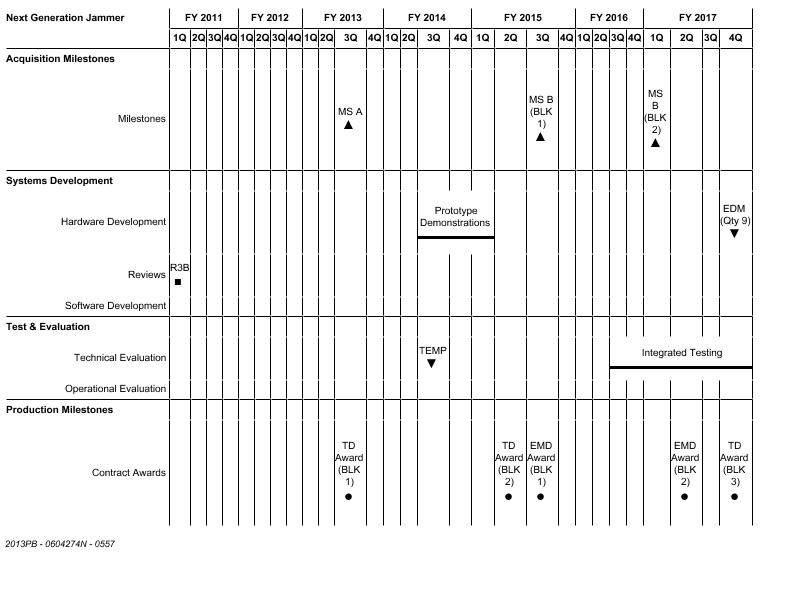 Next Generation Jammer FY 2011 FY 2012 FY 2013 FY 2014 FY 2015 FY 2016 FY 2017
1Q 2Q 3Q 4Q 1Q 2Q 3Q 4Q 1Q 2Q 3Q 4Q 1Q 2Q 3Q 4Q 1Q 2Q 3Q 4Q 1Q 2Q 3Q 4Q 1Q 2Q 3Q 4Q
Acquisition Milestones
Milestones
MS A
MS B
(BLK
1)
MS
B
(BLK
2)
Systems Development
Hardware Development
Prototype
Demonstrations
EDM
(Qty 9)
Reviews
R3B
Software Development
Test & Evaluation
Technical Evaluation
TEMP
Integrated Testing
Operational Evaluation
Production Milestones
Contract Awards
TD
Award
(BLK
1)
TD
Award
(BLK
2)
EMD
Award
(BLK
1)
EMD
Award
(BLK
2)
TD
Award
(BLK
3)
2013PB - 0604274N - 0557